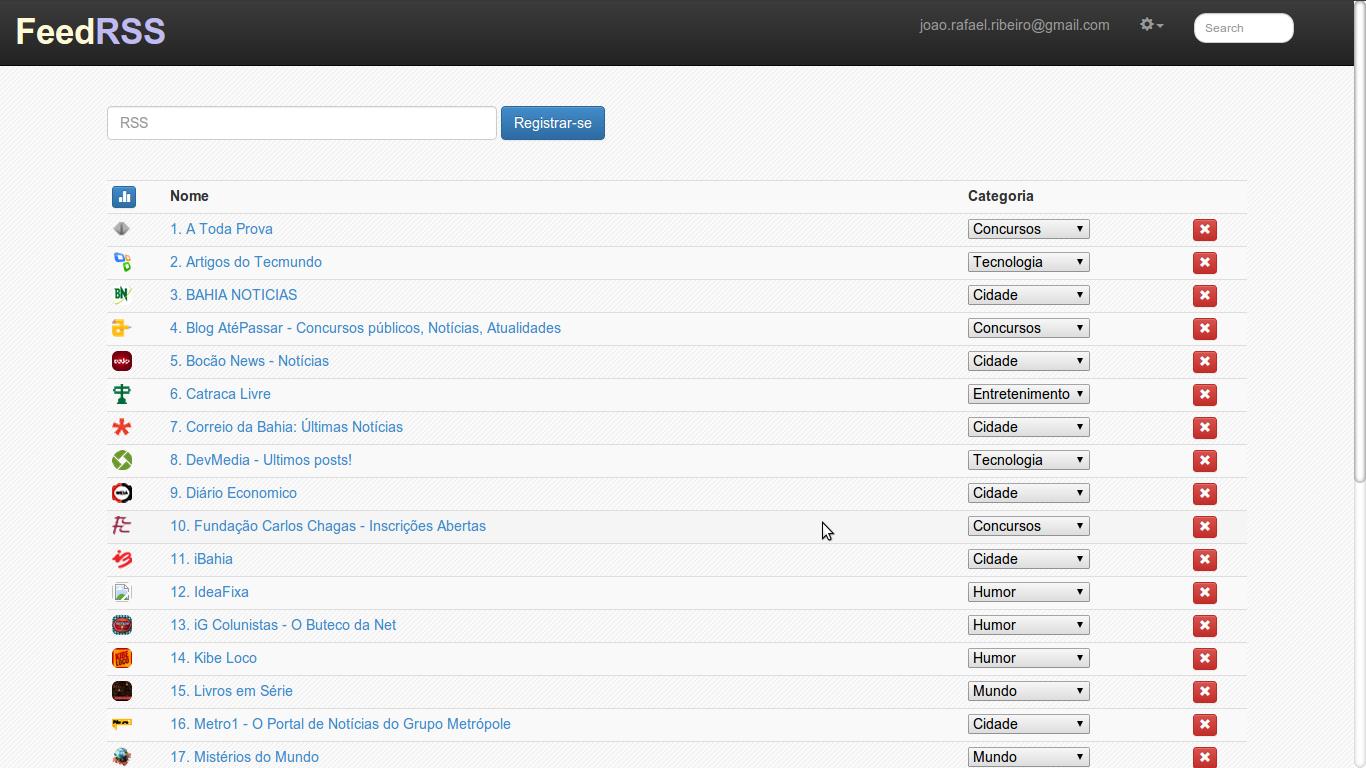 FeedRSS joao.rafael.ribeiro@gmail.com Search
RSS Registrar-se
Nome Categoria
1. A Toda Prova Concursos
2. Artigos do Tecmundo Tecnologia
3. BAHIA NOTICIAS Cidade
4. Blog AtéPassar - Concursos públicos, Notícias, Atualidades Concursos
5. Bocão News - Notícias Cidade
6. Catraca Livre Entretenimento
7. Correio da Bahia: Últimas Notícias Cidade
8. DevMedia - Ultimos posts! Tecnologia
9. Diário Economico Cidade
10. Fundação Carlos Chagas - Inscrições Abertas Concursos
11. iBahia Cidade
12. IdeaFixa Humor
13. iG Colunistas - O Buteco da Net Humor
14. Kibe Loco Humor
15. Livros em Série Mundo
16. Metro1 - O Portal de Notícias do Grupo Metrópole Cidade
17. Mistérios do Mundo Mundo